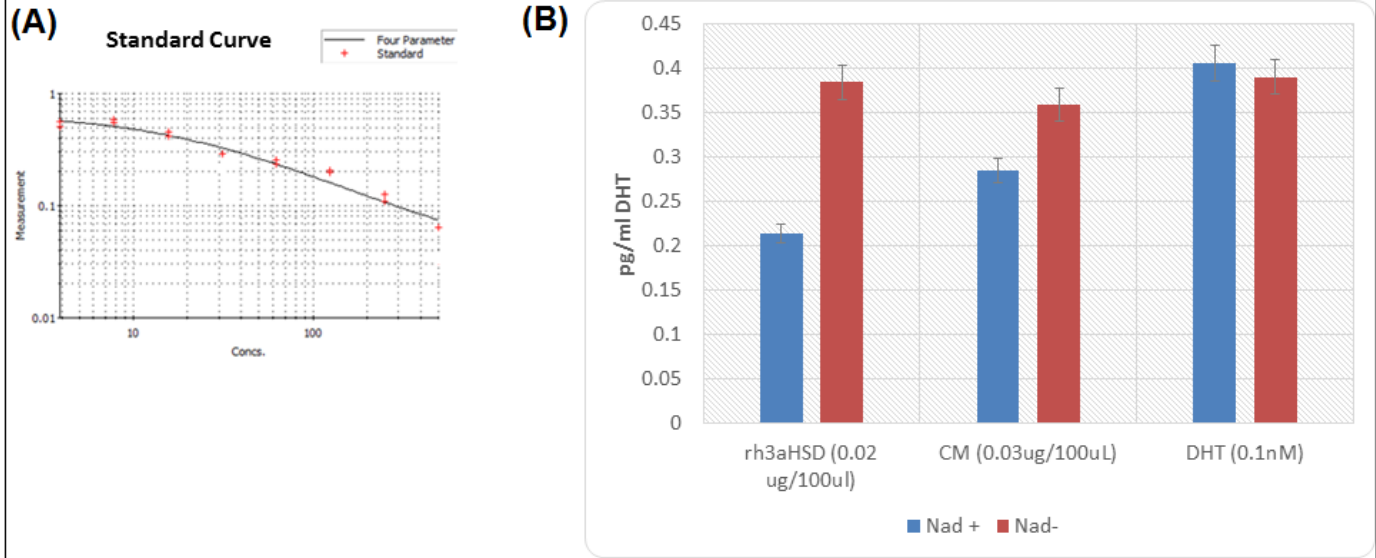 (A)
Standard Curve
Four Parameter
Standard
1
0.1
0.01
Measurement
10
100
Concs.
(B)
0.45
0.4
0.35
0.3
0.25
0.2
0.15
0.1
0.05
0
pg/ml DHT
rh3aHSD (0.02
ug/100ul)
CM (0.03ug/100uL)
DHT (0.1nM)
Nad +
Nad-